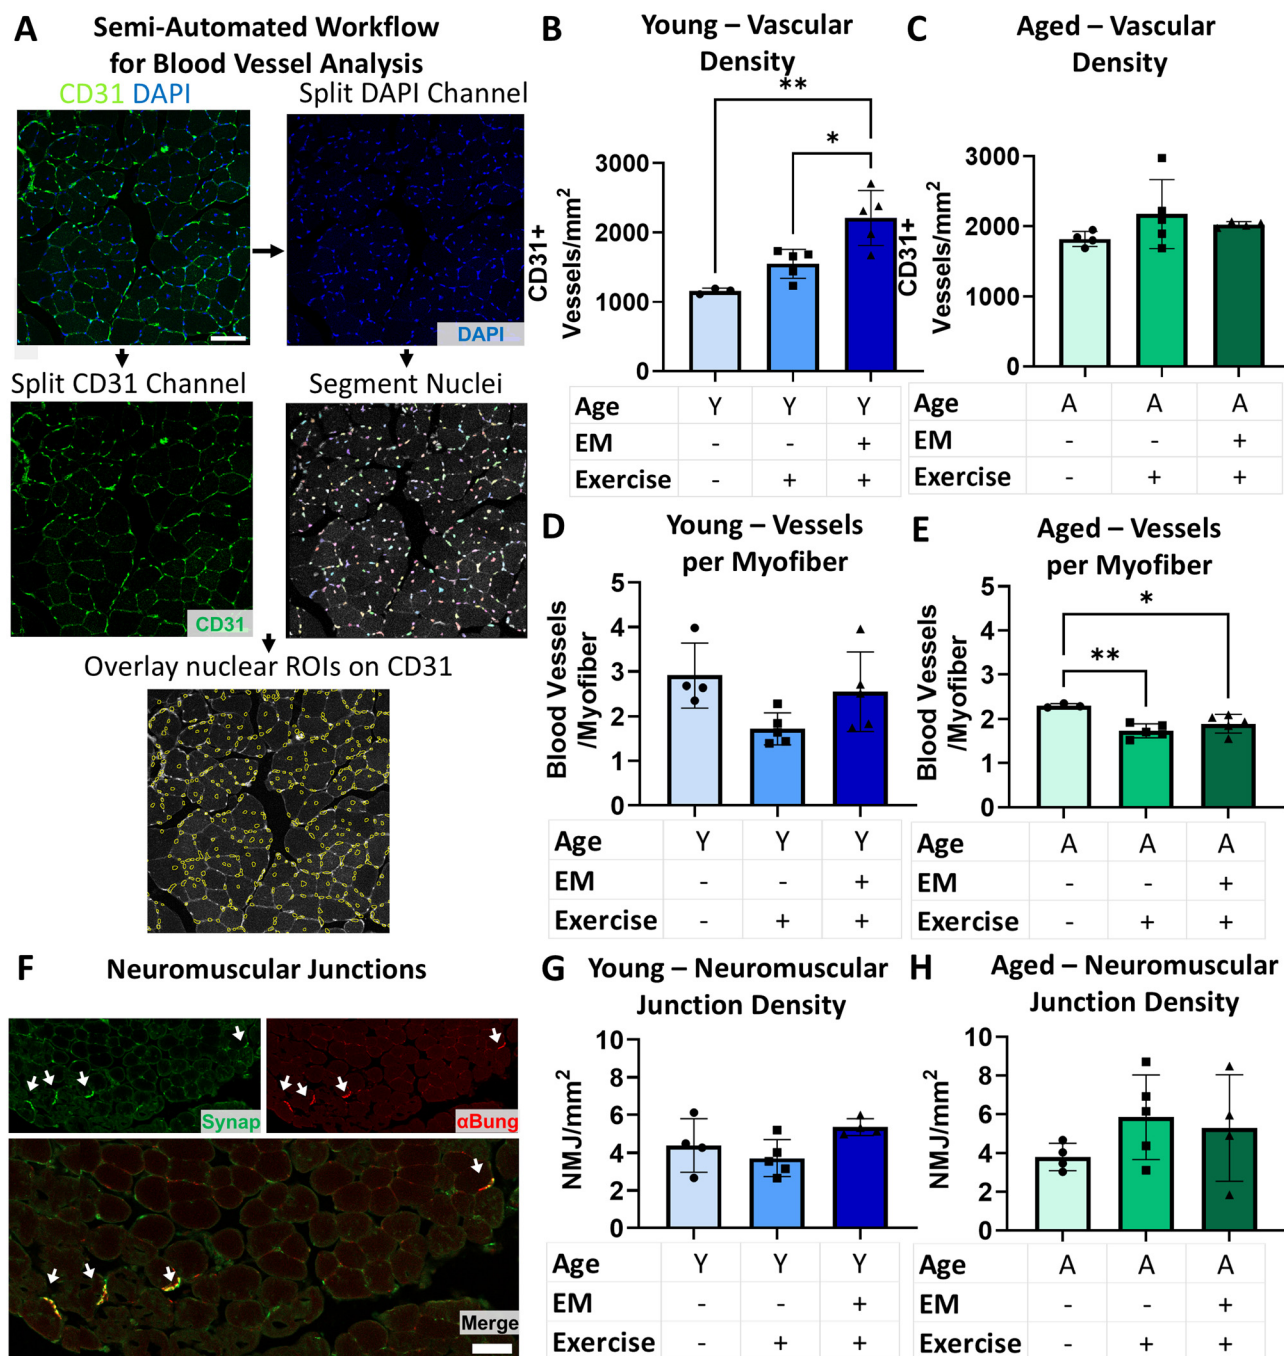 A Semi-Automated Workflow
for Blood Vessel Analysis
CD31 DAPI
Split DAPI Channel
DAPI
Split CD31 Channel
Segment Nuclei
CD31
Overlay nuclear ROIs on CD31
B Young – Vascular
Density
**
*
CD31+
Vessels/mm²
3000
2000
1000
0
Age Y Y Y
EM - - +
Exercise - + +
C Aged – Vascular
Density
CD31+
Vessels/mm²
3000
2000
1000
0
A A A
- - +
- + +
D Young – Vessels
per Myofiber
Blood Vessels
/Myofiber
5
4
3
2
1
0
Age Y Y Y
EM - - +
Exercise - + +
E Aged – Vessels
per Myofiber
*
**
Blood Vessels
/Myofiber
5
4
3
2
1
0
Age A A A
EM - - +
Exercise - + +
F Neuromuscular Junctions
Synap
αBung
Merge
G Young – Neuromuscular
Junction Density
NMJ/mm²
10
8
6
4
2
0
Age Y Y Y
EM - - +
Exercise - + +
H Aged – Neuromuscular
Junction Density
NMJ/mm²
10
8
6
4
2
0
Age A A A
EM - - +
Exercise - + +